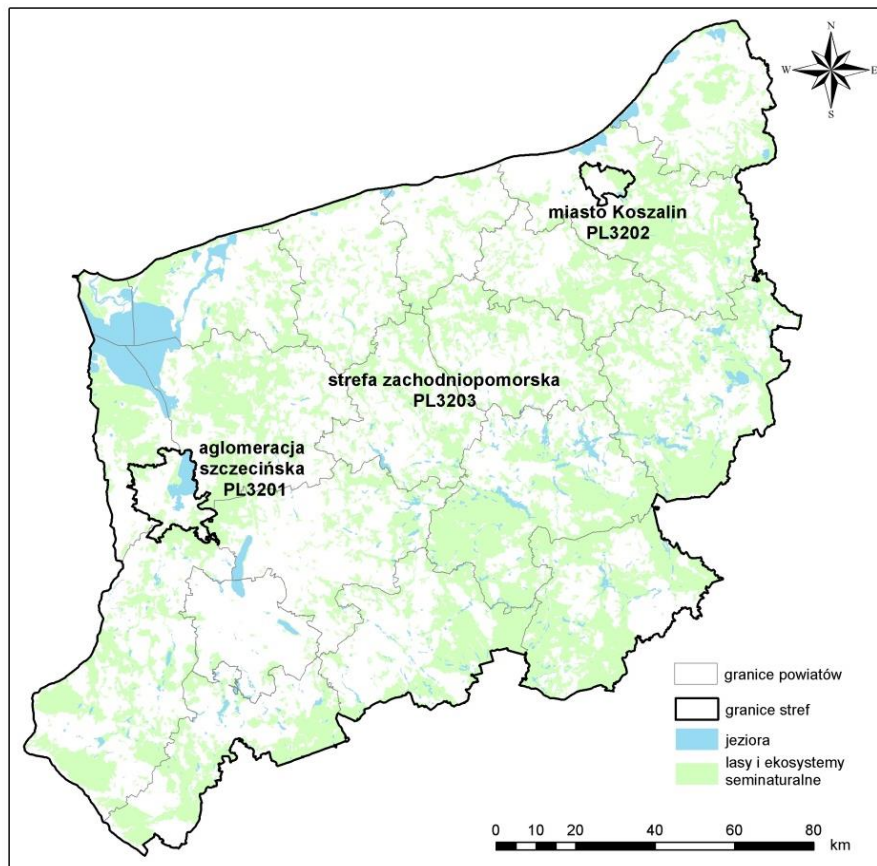 N
W E
S
miasto Koszalin
PL3202
strefa zachodniopomorska
PL3203
aglomeracja
szczecińska
PL3201
granice powiatów
granice stref
jeziora
lasy i ekosystemy
seminaturalne
0 5 10 20 40 60 80
km